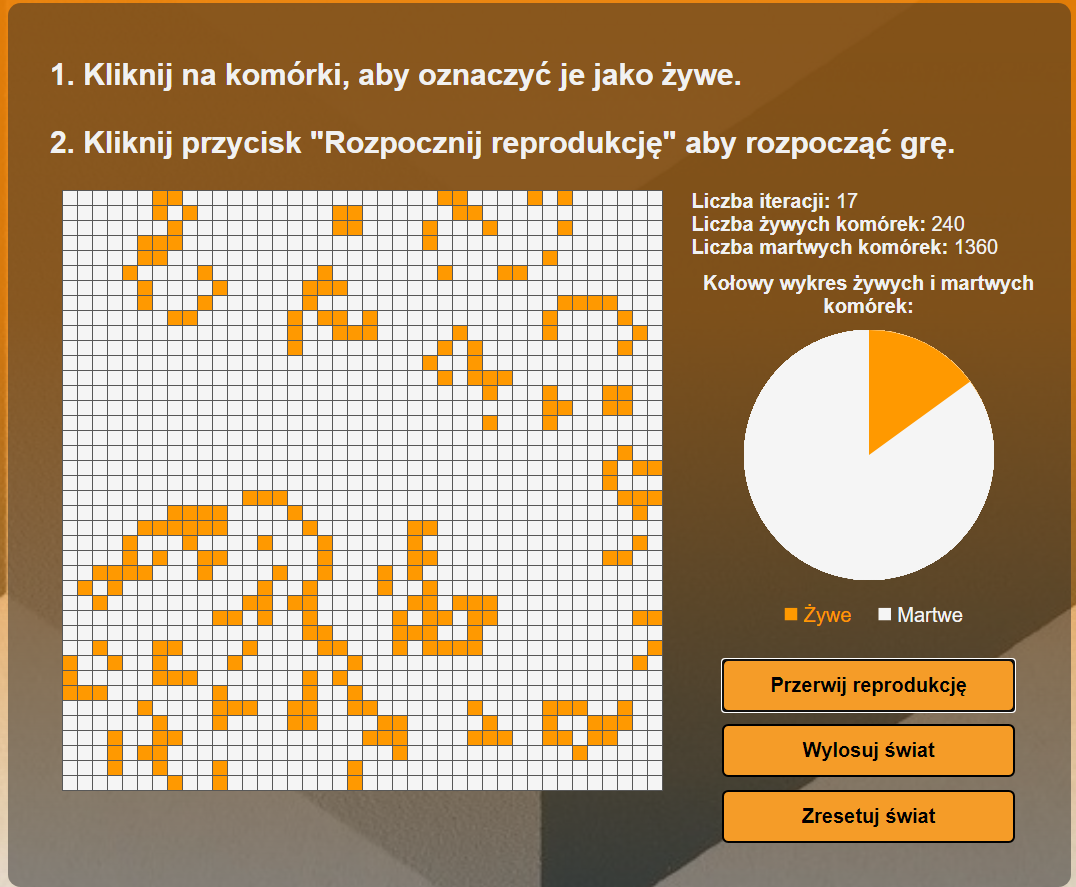 1. Kliknij na komórki, aby oznaczyć je jako żywe.
2. Kliknij przycisk "Rozpocznij reprodukcję" aby rozpocząć grę.
Liczba iteracji: 17
Liczba żywych komórek: 240
Liczba martwych komórek: 1360
Kołowy wykres żywych i martwych
komórek:
Żywe Martwe
Przerwij reprodukcję
Wylosuj świat
Zresetuj świat